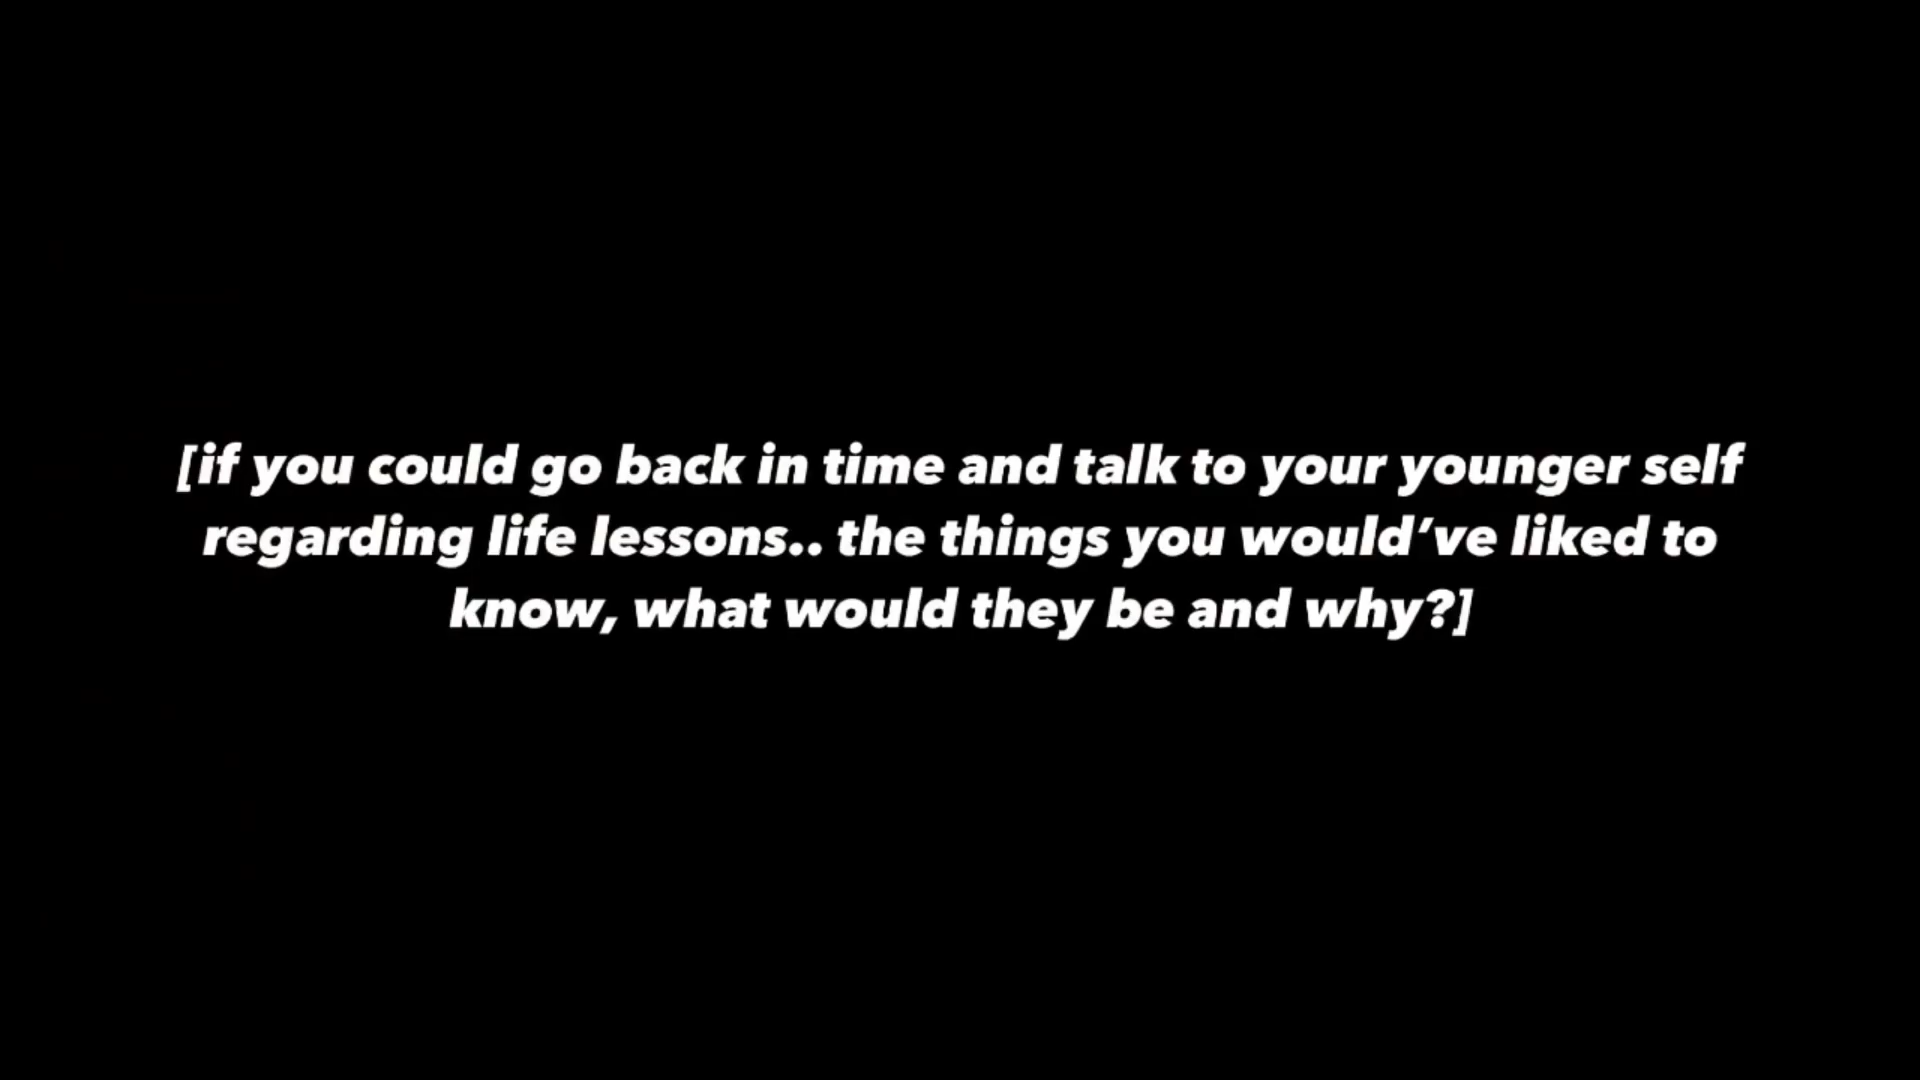 [if you could go back in time and talk to your younger self
regarding life lessons.. the things you would’ve liked to
know, what would they be and why?]